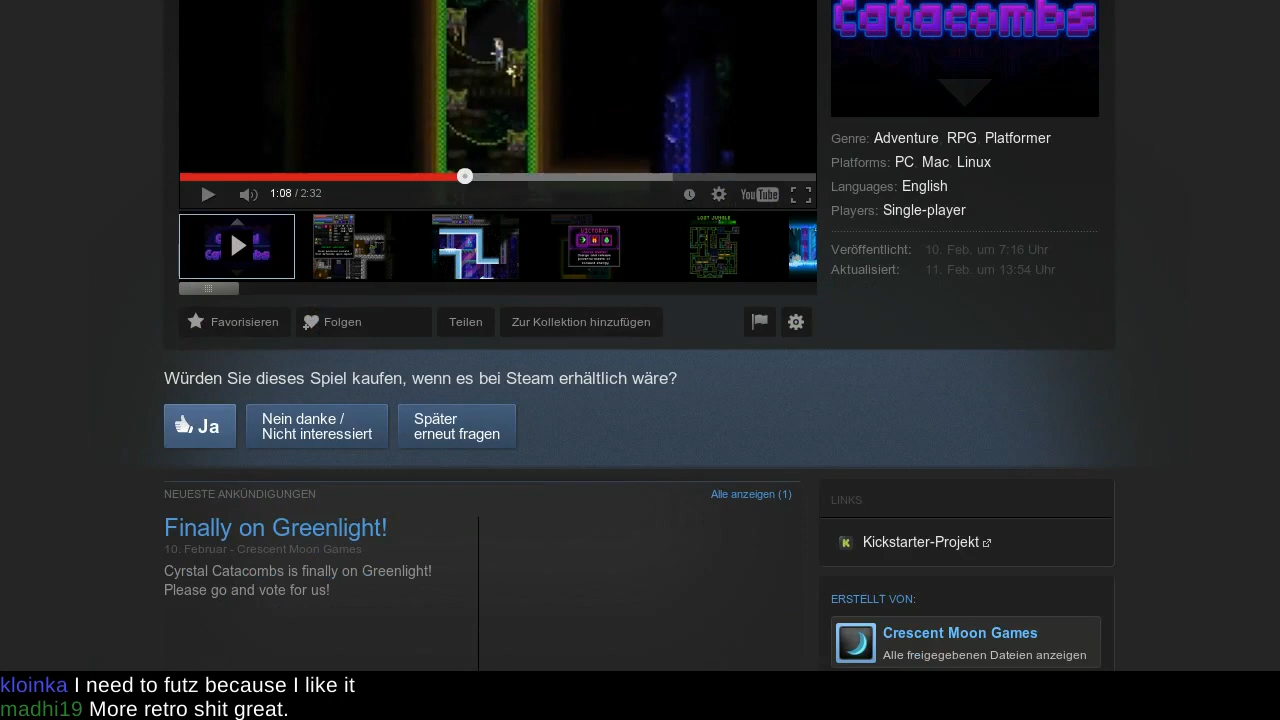 Catacombs
Genre: Adventure RPG Platformer
Platforms: PC Mac Linux
Languages: English
Players: Single-player
1:08 / 2:32
YouTube
VICTORY!
LOST JUNGLE
Veröffentlicht: 10. Feb. um 7:16 Uhr
Aktualisiert: 11. Feb. um 13:54 Uhr
Favorisieren
Folgen
Teilen
Zur Kollektion hinzufügen
Würden Sie dieses Spiel kaufen, wenn es bei Steam erhältlich wäre?
Ja
Nein danke /
Nicht interessiert
Später
erneut fragen
NEUESTE ANKÜNDIGUNGEN
Alle anzeigen (1)
Finally on Greenlight!
10. Februar - Crescent Moon Games
Cyrstal Catacombs is finally on Greenlight!
Please go and vote for us!
LINKS
Kickstarter-Projekt
ERSTELLT VON:
Crescent Moon Games
Alle freigegebenen Dateien anzeigen
kloinka I need to futz because I like it
madhi19 More retro shit great.